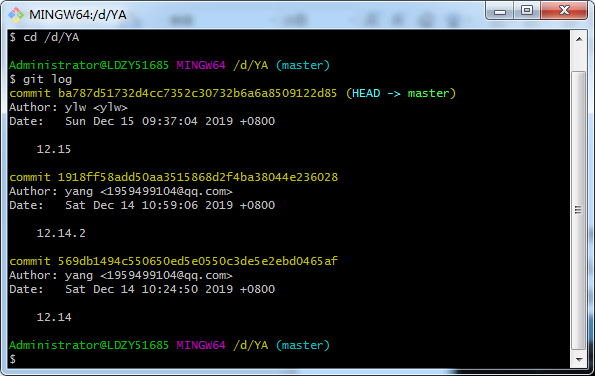 MINGW64:/d/YA
$ cd /d/YA
Administrator@LDZY51685 MINGW64 /d/YA (master)
$ git log
commit ba787d51732d4cc7352c30732b6a6a8509122d85 (HEAD -> master)
Author: ylw <ylw>
Date:   Sun Dec 15 09:37:04 2019 +0800
12.15
commit 1918ff58add50aa3515868d2f4ba38044e236028
Author: yang <1959499104@qq.com>
Date:   Sat Dec 14 10:59:06 2019 +0800
12.14.2
commit 569db1494c550650ed5e0550c3de5e2ebd0465af
Author: yang <1959499104@qq.com>
Date:   Sat Dec 14 10:24:50 2019 +0800
12.14
Administrator@LDZY51685 MINGW64 /d/YA (master)
$